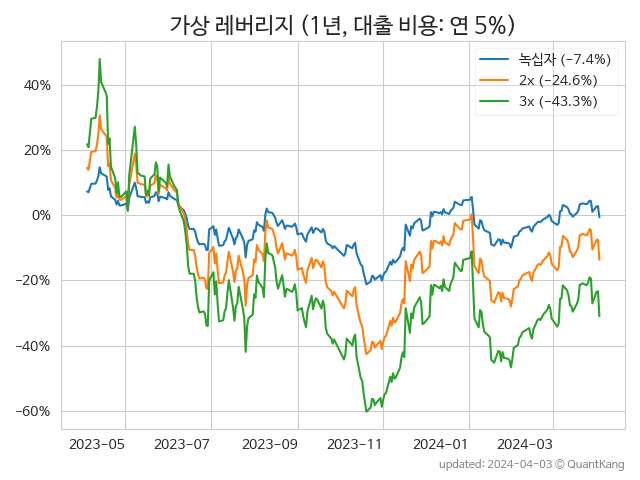 가상 레버리지 (1년, 대출 비용: 연 5%)
녹십자 (−7.4%)
2x (−24.6%)
3x (−43.3%)
40%
20%
0%
−20%
−40%
−60%
2023-05 2023-07 2023-09 2023-11 2024-01 2024-03
updated: 2024-04-03 © QuantKang